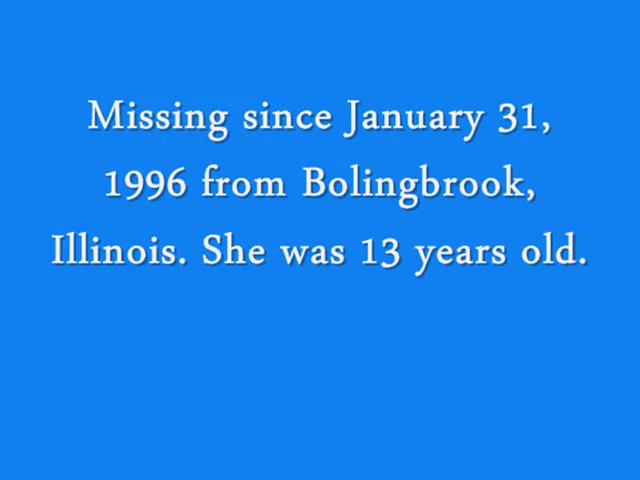 Missing since January 31,
1996 from Bolingbrook,
Illinois. She was 13 years old.